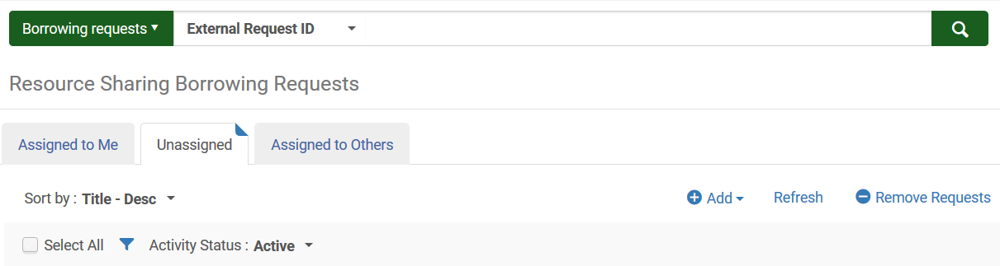 Borrowing requests External Request ID
Resource Sharing Borrowing Requests
Assigned to Me Unassigned Assigned to Others
Sort by : Title - Desc Add Refresh Remove Requests
Select All Activity Status : Active